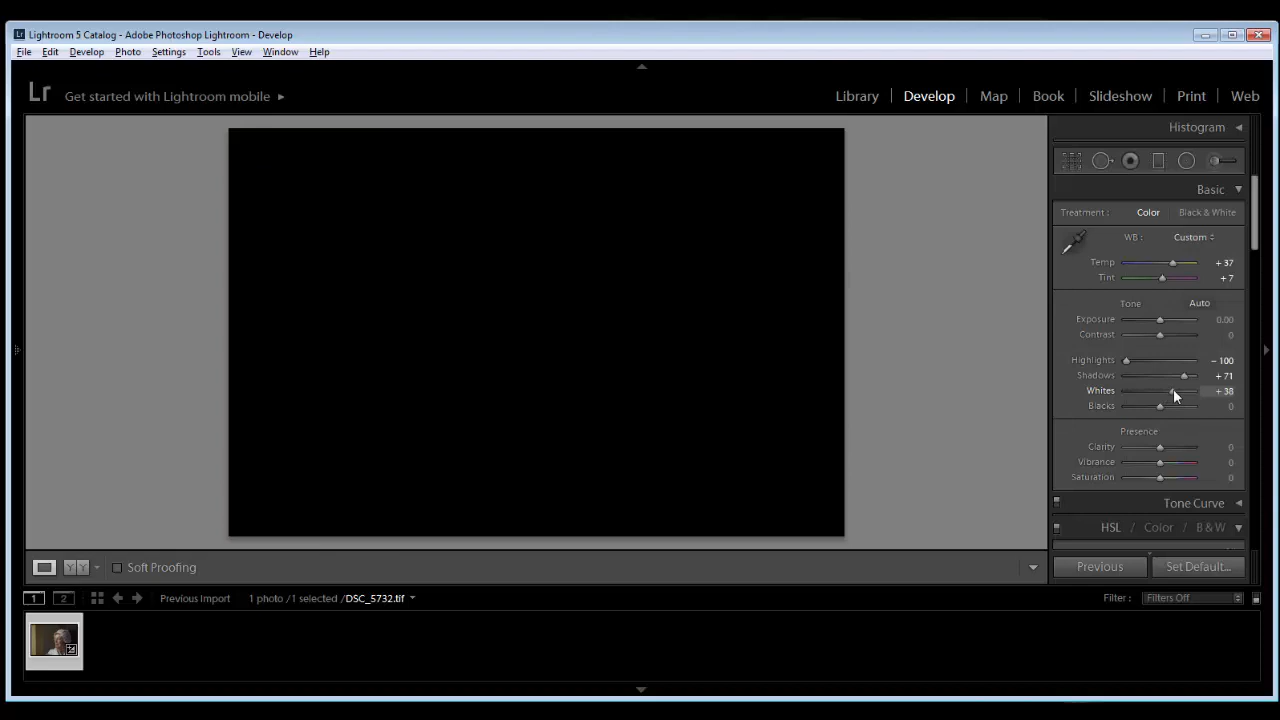 Lightroom 5 Catalog - Adobe Photoshop Lightroom - Develop
File Edit Develop Photo Settings Tools View Window Help
Lr Get started with Lightroom mobile
Library Develop Map Book Slideshow Print Web
Histogram
Basic
Treatment : Color Black & White
WB : Custom
Temp + 37
Tint + 7
Tone Auto
Exposure 0.00
Contrast 0
Highlights – 100
Shadows + 71
Whites + 38
Blacks 0
Presence
Clarity 0
Vibrance 0
Saturation 0
Tone Curve
HSL / Color / B & W
Y Y Soft Proofing
Previous Set Default...
1 2 Previous Import 1 photo / 1 selected / DSC_5732.tif Filter : Filters Off